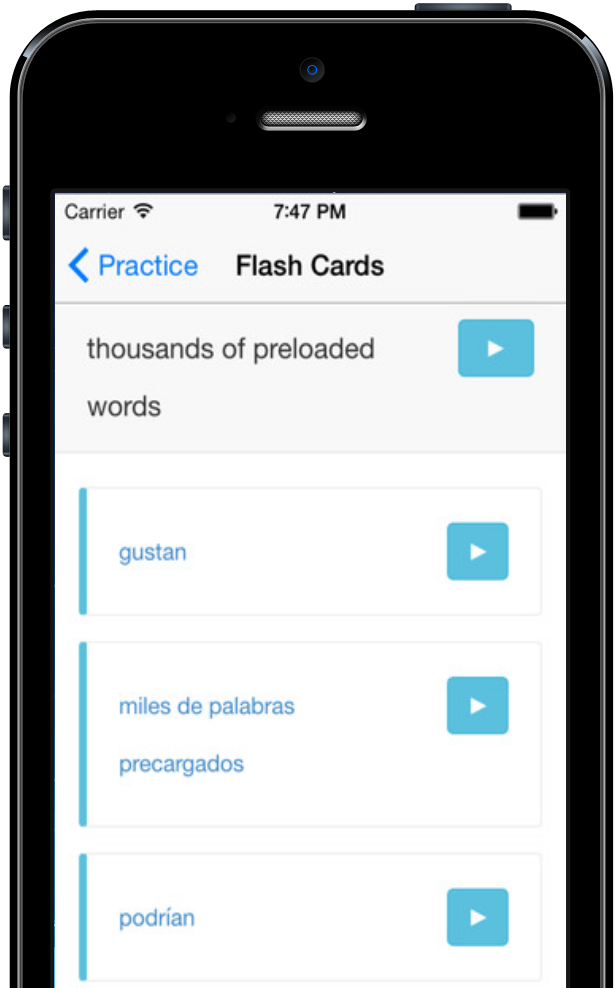 Carrier 7:47 PM
Practice Flash Cards
thousands of preloaded
words
gustan
miles de palabras
precargados
podrían